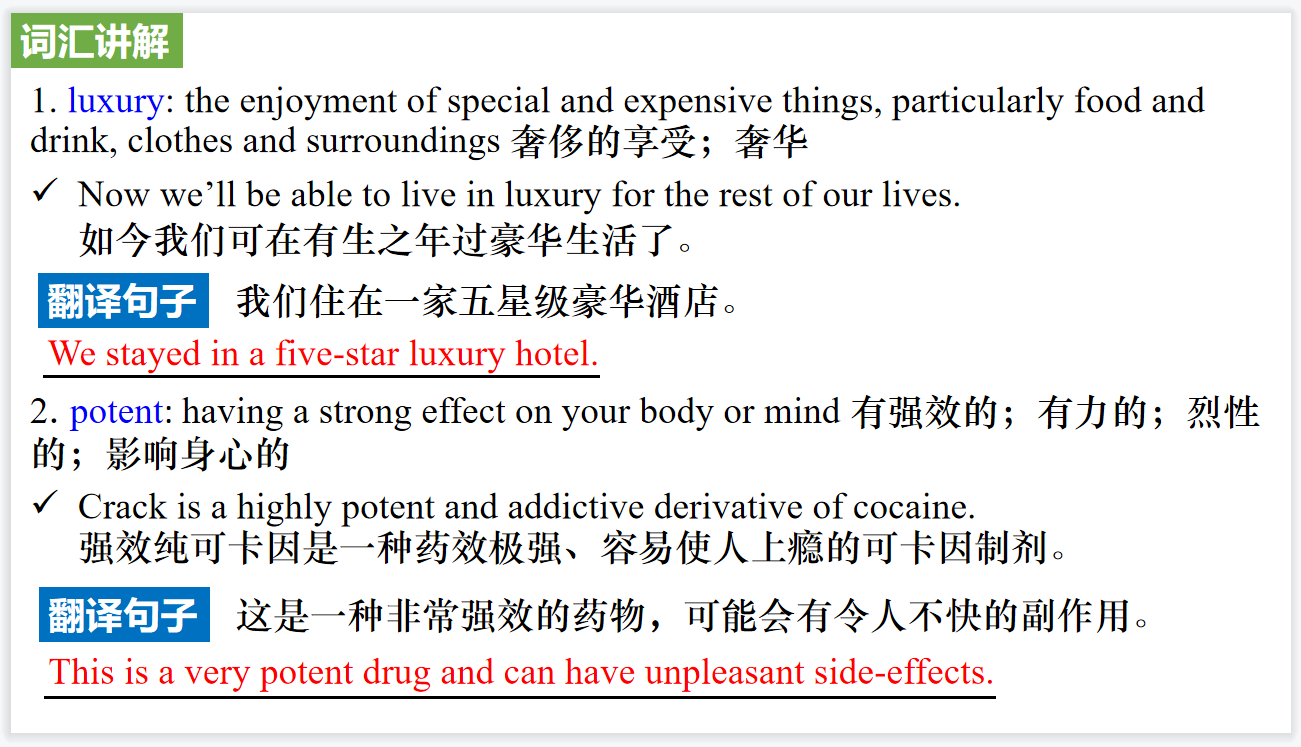 词汇讲解
1. luxury: the enjoyment of special and expensive things, particularly food and
drink, clothes and surroundings 奢侈的享受；奢华
✓ Now we’ll be able to live in luxury for the rest of our lives.
如今我们可在有生之年过豪华生活了。
翻译句子 我们住在一家五星级豪华酒店。
We stayed in a five-star luxury hotel.
2. potent: having a strong effect on your body or mind 有强效的；有力的；烈性
的；影响身心的
✓ Crack is a highly potent and addictive derivative of cocaine.
强效纯可卡因是一种药效极强、容易使人上瘾的可卡因制剂。
翻译句子 这是一种非常强效的药物，可能会有令人不快的副作用。
This is a very potent drug and can have unpleasant side-effects.